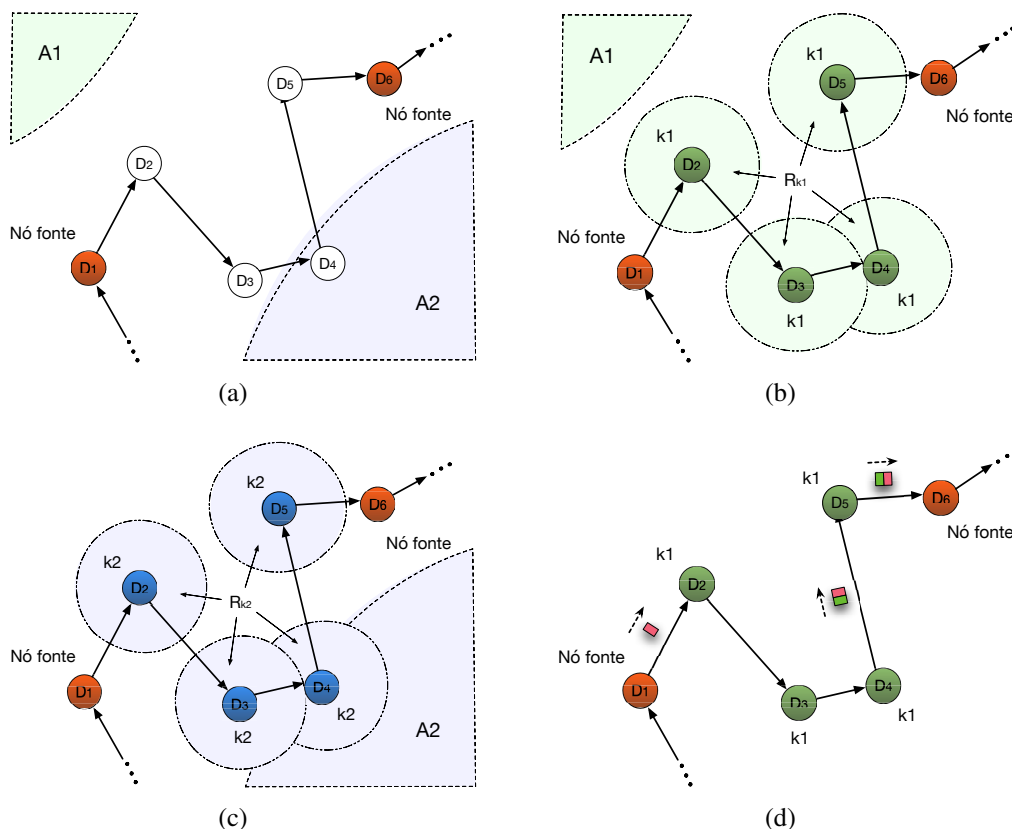 A1
D5
D6
Nó fonte
D2
Nó fonte
D1
D3
D4
A2
(a)
A1
k1
D5
D6
Nó fonte
k1
D2
Rk1
Nó fonte
D1
D3
D4
k1
k1
(b)
k2
D5
D6
Nó fonte
k2
D2
Rk2
Nó fonte
D1
D3
D4
k2
k2
A2
(c)
k1
D5
D6
Nó fonte
k1
D2
Nó fonte
D1
D3
D4
k1
k1
(d)